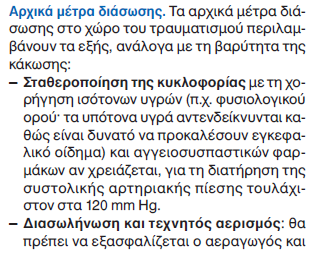 Αρχικά μέτρα διάσωσης. Τα αρχικά μέτρα διά-
σωσης στο χώρο του τραυματισμού περιλαμ-
βάνουν τα εξής, ανάλογα με τη βαρύτητα της
κάκωσης:
– Σταθεροποίηση της κυκλοφορίας με τη χο-
ρήγηση ισότονων υγρών (π.χ. φυσιολογικού
ορού· τα υπότονα υγρά αντενδείκνυνται κα-
θώς είναι δυνατό να προκαλέσουν εγκεφα-
λικό οίδημα) και αγγειοσυσπαστικών φαρ-
μάκων αν χρειάζεται, για τη διατήρηση της
συστολικής αρτηριακής πίεσης τουλάχι-
στον στα 120 mm Hg.
– Διασωλήνωση και τεχνητός αερισμός: θα
πρέπει να εξασφαλίζεται ο αεραγωγός και